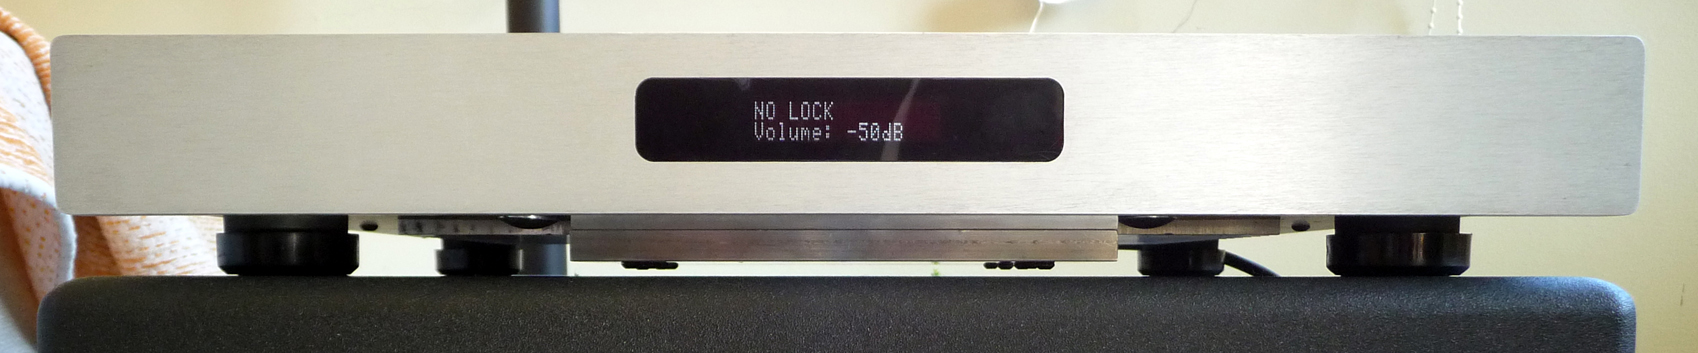 NO LOCK
Volume: -50dB